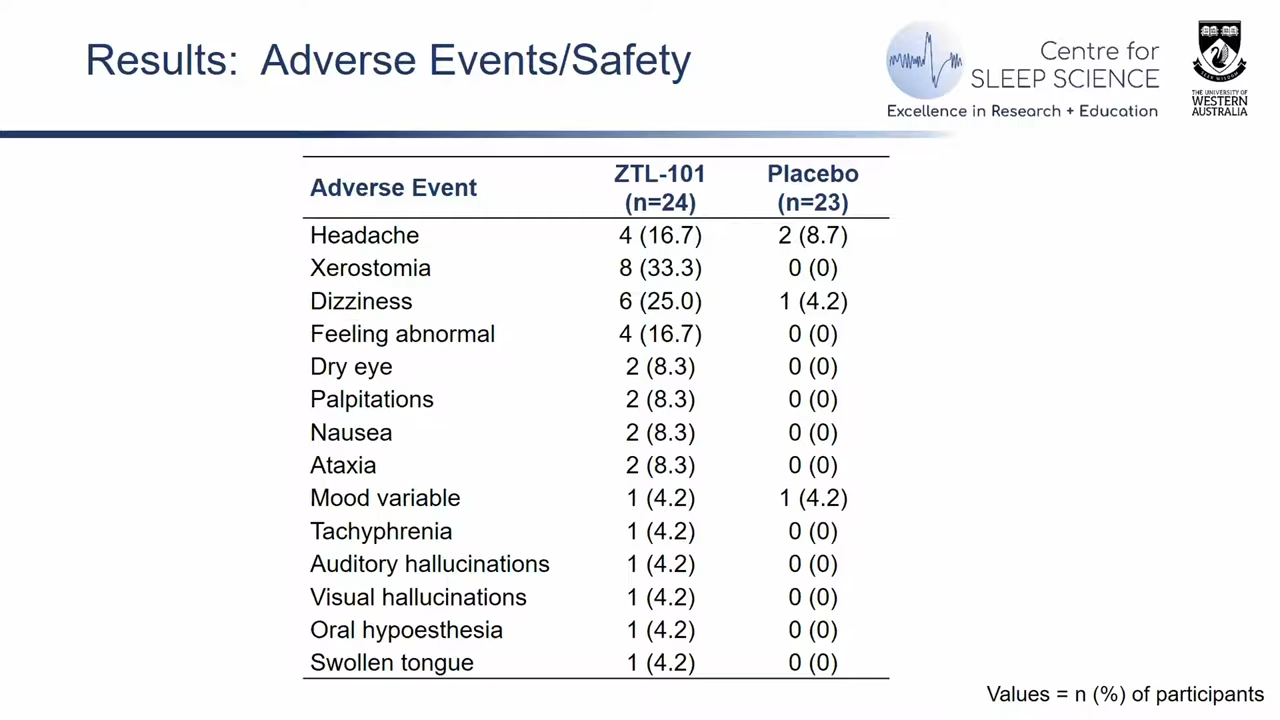 Results: Adverse Events/Safety
Centre for
SLEEP SCIENCE
Excellence in Research + Education
SEEK WISDOM
THE UNIVERSITY OF
WESTERN
AUSTRALIA
Adverse Event ZTL-101 (n=24) Placebo (n=23)
Headache 4 (16.7) 2 (8.7)
Xerostomia 8 (33.3) 0 (0)
Dizziness 6 (25.0) 1 (4.2)
Feeling abnormal 4 (16.7) 0 (0)
Dry eye 2 (8.3) 0 (0)
Palpitations 2 (8.3) 0 (0)
Nausea 2 (8.3) 0 (0)
Ataxia 2 (8.3) 0 (0)
Mood variable 1 (4.2) 1 (4.2)
Tachyphrenia 1 (4.2) 0 (0)
Auditory hallucinations 1 (4.2) 0 (0)
Visual hallucinations 1 (4.2) 0 (0)
Oral hypoesthesia 1 (4.2) 0 (0)
Swollen tongue 1 (4.2) 0 (0)
Values = n (%) of participants